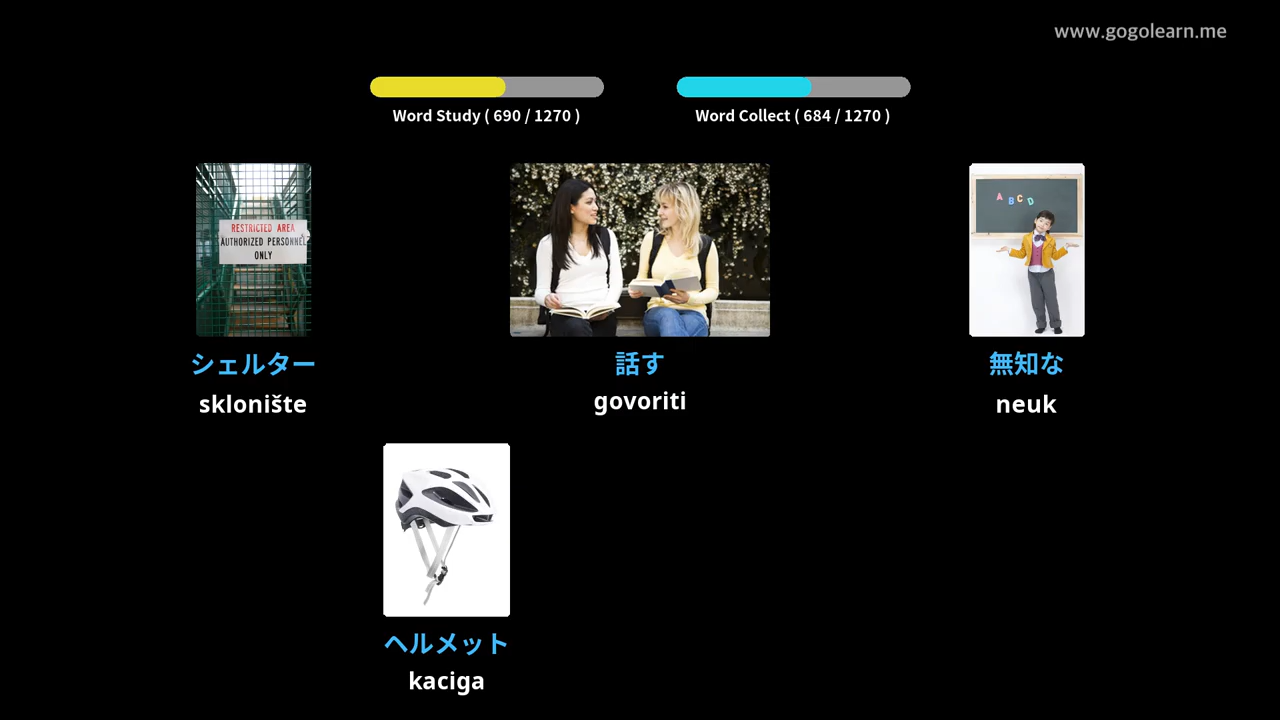 www.gogolearn.me
Word Study ( 690 / 1270 )
Word Collect ( 684 / 1270 )
RESTRICTED AREA
AUTHORIZED PERSONNEL
ONLY
A B C D
シェルター
sklonište
話す
govoriti
無知な
neuk
ヘルメット
kaciga